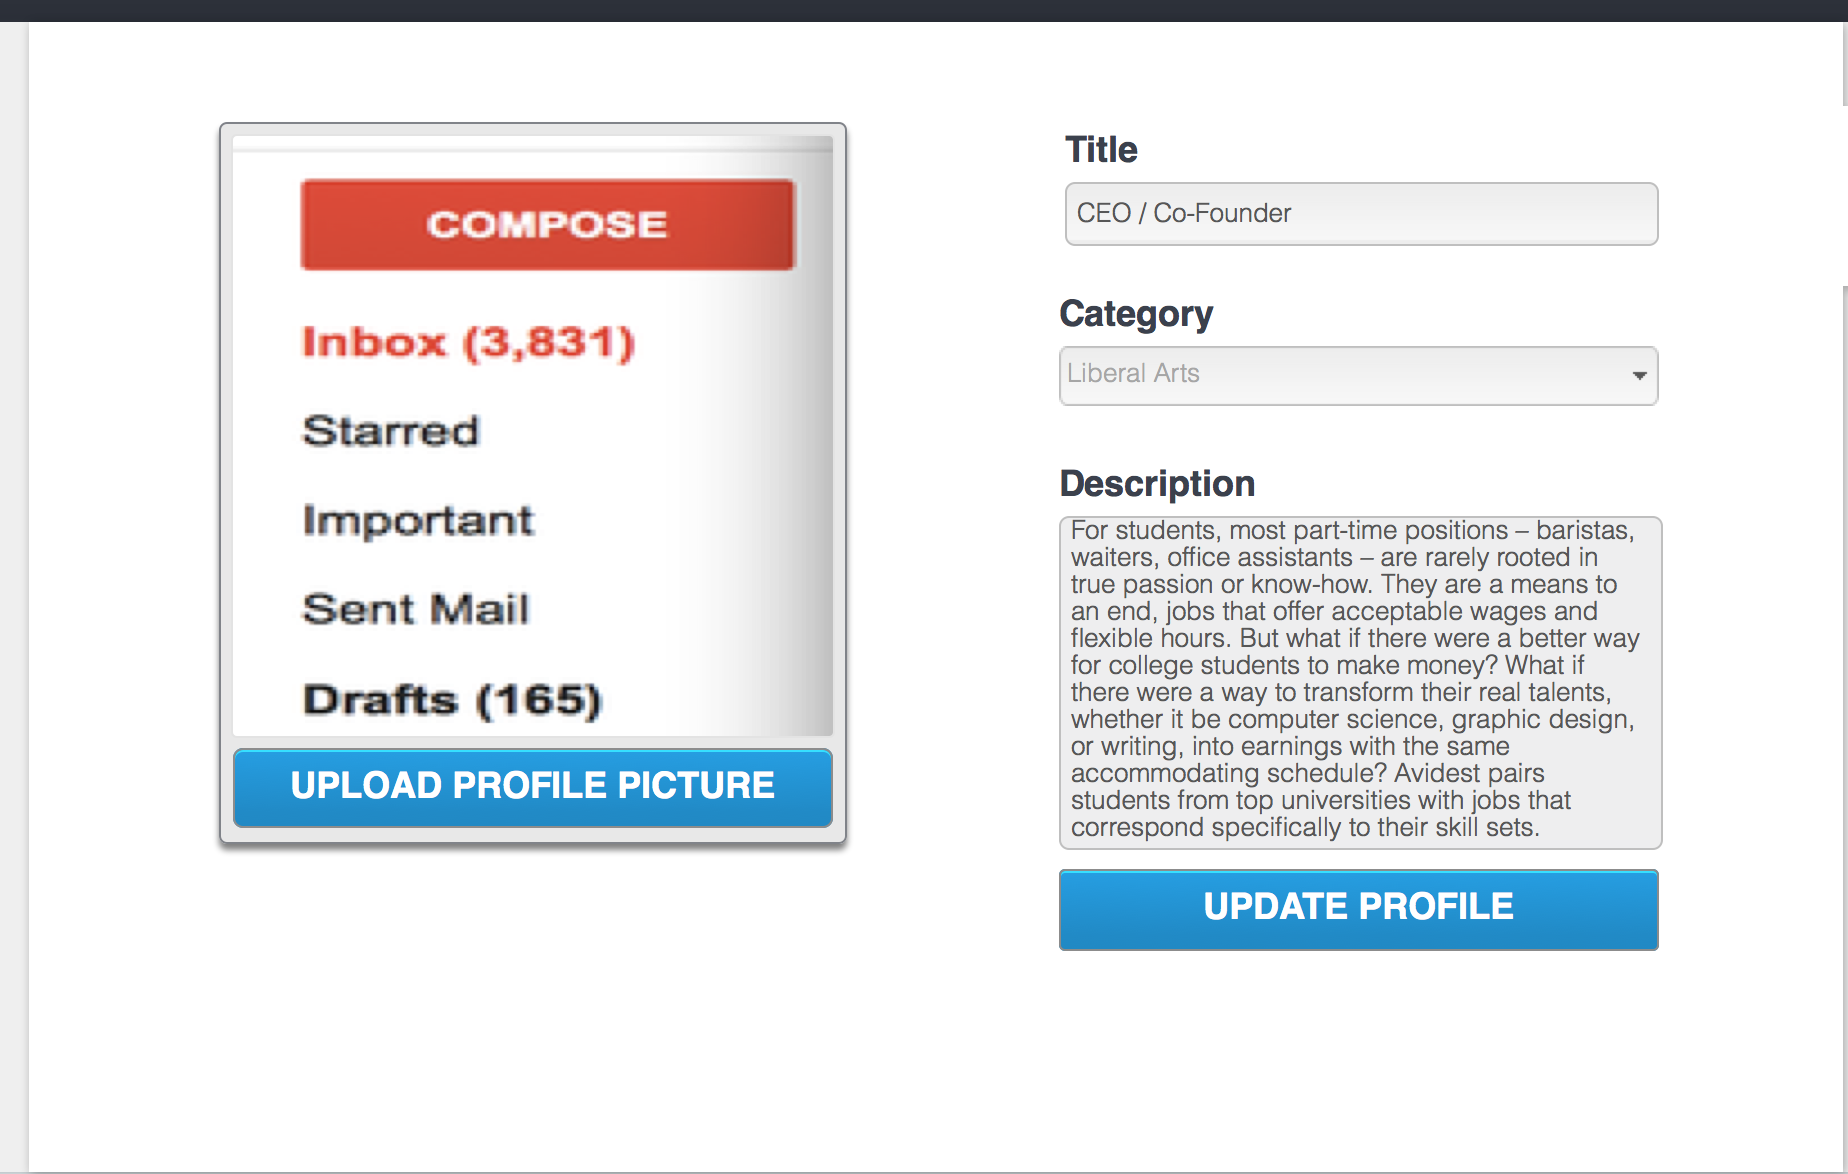 COMPOSE
Inbox (3,831)
Starred
Important
Sent Mail
Drafts (165)
UPLOAD PROFILE PICTURE
Title
CEO / Co-Founder
Category
Liberal Arts
Description
For students, most part-time positions – baristas,
waiters, office assistants – are rarely rooted in
true passion or know-how. They are a means to
an end, jobs that offer acceptable wages and
flexible hours. But what if there were a better way
for college students to make money? What if
there were a way to transform their real talents,
whether it be computer science, graphic design,
or writing, into earnings with the same
accommodating schedule? Avidest pairs
students from top universities with jobs that
correspond specifically to their skill sets.
UPDATE PROFILE